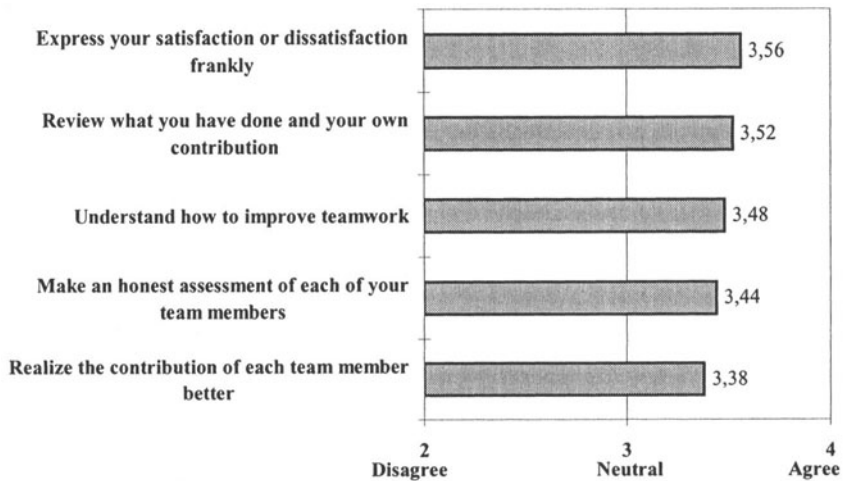 Express your satisfaction or dissatisfaction
frankly
3,56
Review what you have done and your own
contribution
3,52
Understand how to improve teamwork
3,48
Make an honest assessment of each of your
team members
3,44
Realize the contribution of each team member
better
3,38
2 3 4
Disagree Neutral Agree